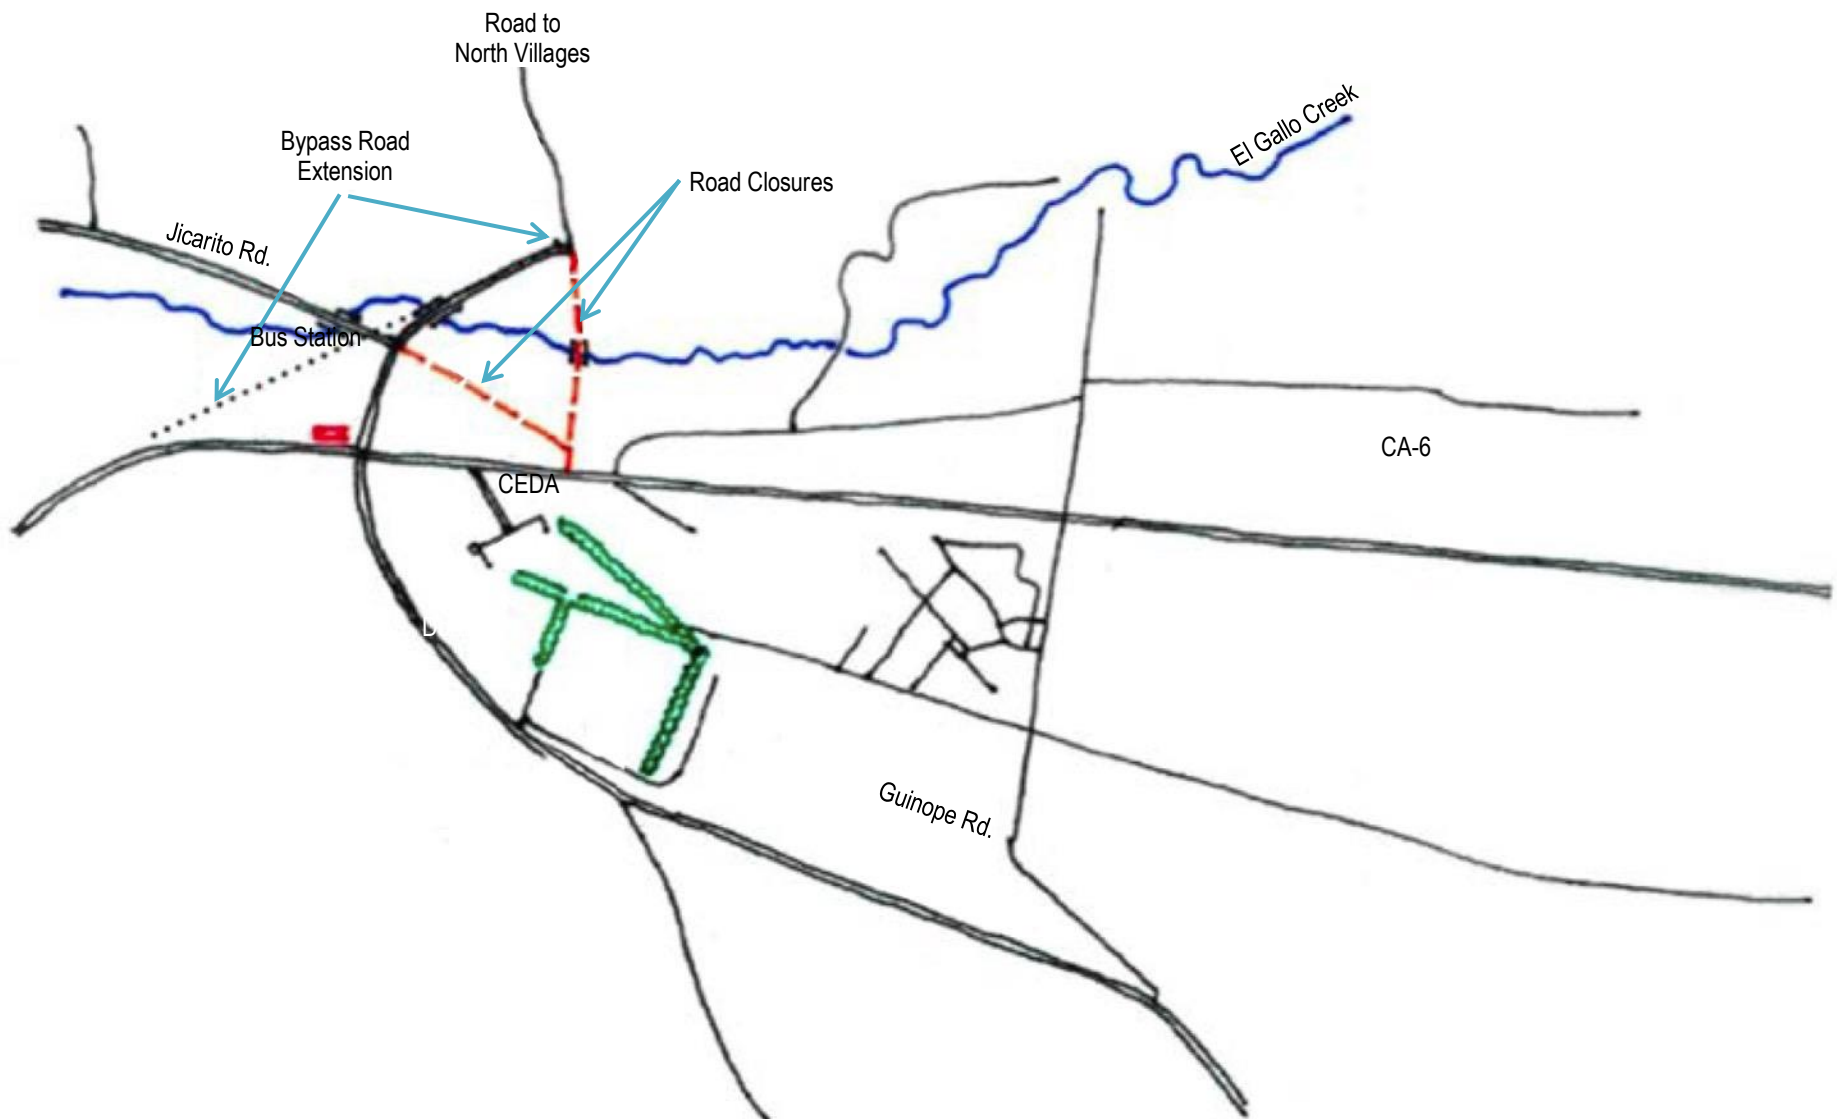 Road to
North Villages
El Gallo Creek
Bypass Road
Extension
Road Closures
Jicarito Rd.
Bus Station
CA-6
CEDA
D
Guinope Rd.